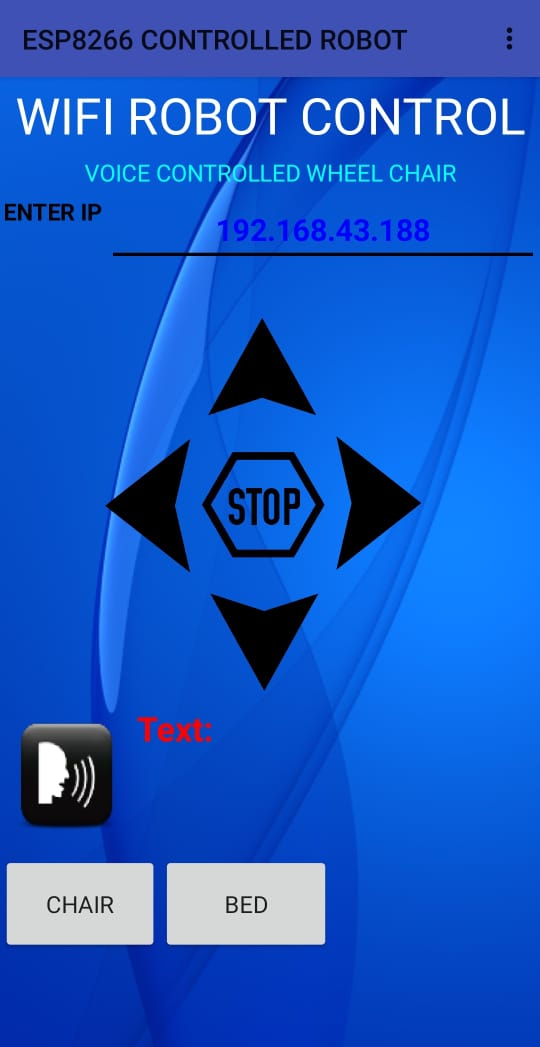 ESP8266 CONTROLLED ROBOT
WIFI ROBOT CONTROL
VOICE CONTROLLED WHEEL CHAIR
ENTER IP
192.168.43.188
STOP
Text:
CHAIR
BED